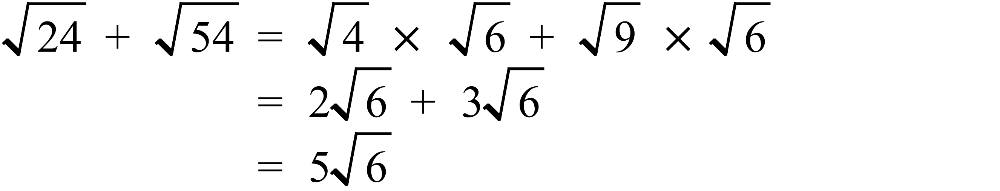 √24 + √54 = √4 × √6 + √9 × √6
= 2√6 + 3√6
= 5√6